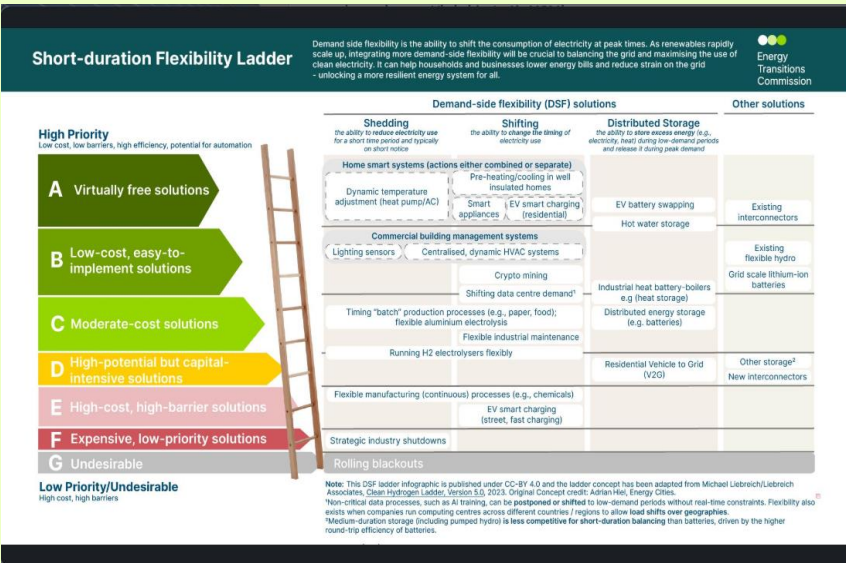 Short-duration Flexibility Ladder
Demand side flexibility is the ability to shift the consumption of electricity at peak times. As renewables rapidly
scale up, integrating more demand-side flexibility will be crucial to balancing the grid and maximising the use of
clean electricity. It can help households and businesses lower energy bills and reduce strain on the grid
- unlocking a more resilient energy system for all.
Energy
Transitions
Commission
Demand-side flexibility (DSF) solutions
Other solutions
High Priority
Low cost, low barriers, high efficiency, potential for automation
Shedding
the ability to reduce electricity use
for a short time period and typically
on short notice
Shifting
the ability to change the timing of
electricity use
Distributed Storage
the ability to store excess energy (e.g.,
electricity, heat) during low-demand periods
and release it during peak demand
A Virtually free solutions
Home smart systems (actions either combined or separate)
Dynamic temperature
adjustment (heat pump/AC)
Pre-heating/cooling in well
insulated homes
Smart
appliances
EV smart charging
(residential)
EV battery swapping
Hot water storage
Existing
interconnectors
B Low-cost, easy-to-
implement solutions
Commercial building management systems
Lighting sensors
Centralised, dynamic HVAC systems
Crypto mining
Shifting data centre demand¹
Industrial heat battery-boilers
e.g (heat storage)
Existing
flexible hydro
Grid scale lithium-ion
batteries
C Moderate-cost solutions
Timing "batch" production processes (e.g., paper, food);
flexible aluminium electrolysis
Flexible industrial maintenance
Running H2 electrolysers flexibly
Distributed energy storage
(e.g. batteries)
D High-potential but capital-
intensive solutions
Residential Vehicle to Grid
(V2G)
Other storage²
New interconnectors
E High-cost, high-barrier solutions
Flexible manufacturing (continuous) processes (e.g., chemicals)
EV smart charging
(street, fast charging)
F Expensive, low-priority solutions
Strategic industry shutdowns
G Undesirable
Rolling blackouts
Low Priority/Undesirable
High cost, high barriers
Note: This DSF ladder infographic is published under CC-BY 4.0 and the ladder concept has been adapted from Michael Liebreich/Liebreich
Associates, Clean Hydrogen Ladder, Version 5.0, 2023. Original Concept credit: Adrian Hiel, Energy Cities.
¹Non-critical data processes, such as AI training, can be postponed or shifted to low-demand periods without real-time constraints. Flexibility also
exists when companies run computing centres across different countries / regions to allow load shifts over geographies.
²Medium-duration storage (including pumped hydro) is less competitive for short-duration balancing than batteries, driven by the higher
round-trip efficiency of batteries.